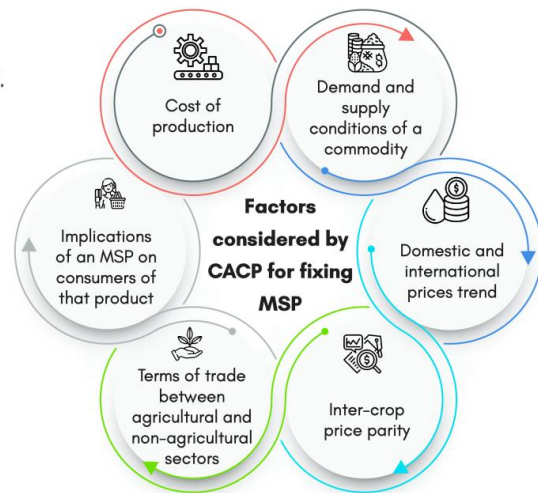 Cost of
production
Demand and
supply
conditions of a
commodity
Domestic and
international
prices trend
Inter-crop
price parity
Terms of trade
between
agricultural and
non-agricultural
sectors
Implications
of an MSP on
consumers of
that product
Factors
considered by
CACP for fixing
MSP